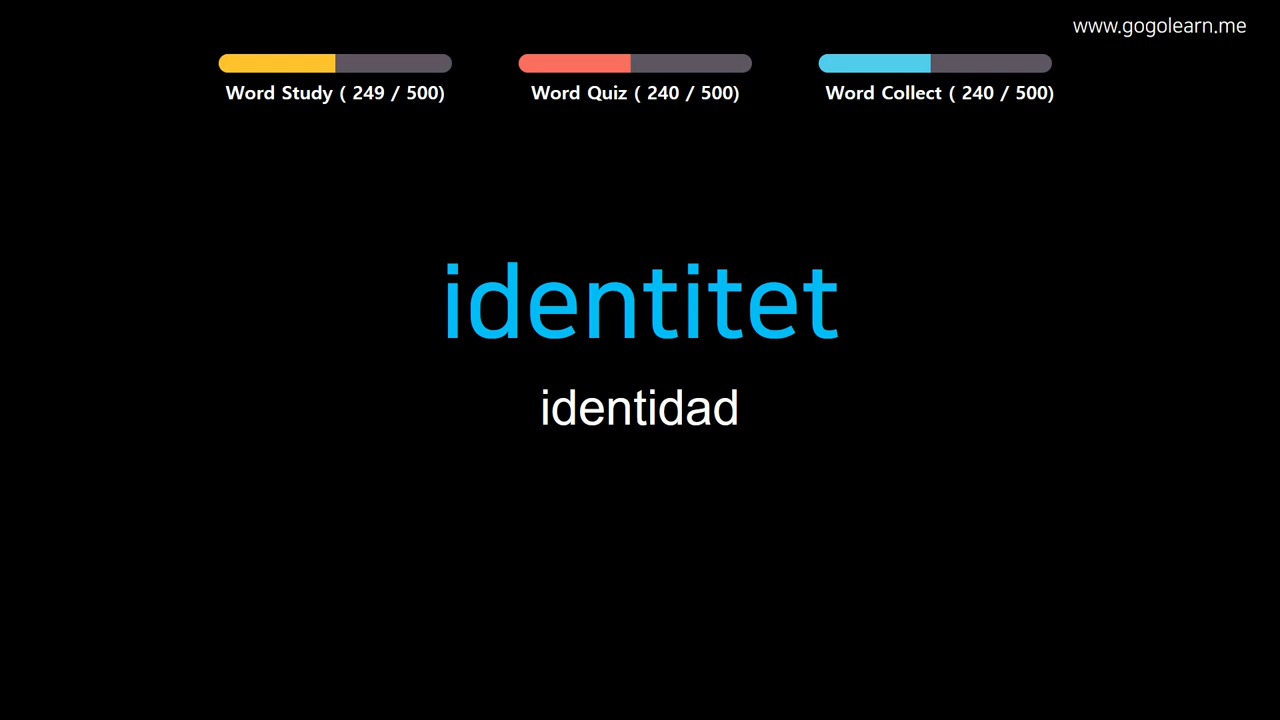 www.gogolearn.me
Word Study ( 249 / 500)
Word Quiz ( 240 / 500)
Word Collect ( 240 / 500)
identitet
identidad